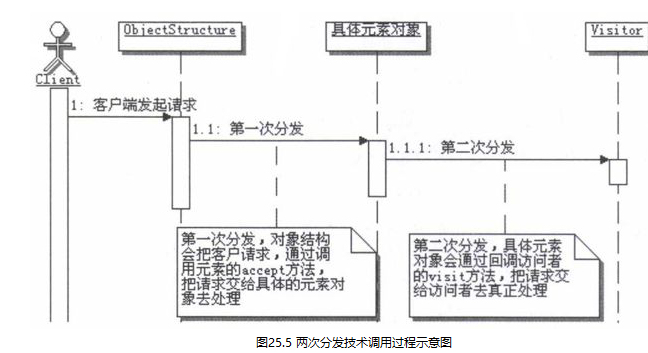 ObjectStructure
具体元素对象
Visitor
Client
1: 客户端发起请求
1.1: 第一次分发
1.1.1: 第二次分发
第一次分发，对象结构
会把客户请求，通过调
用元素的accept方法，
把请求交给具体的元素对
象去处理
第二次分发，具体元素
对象会通过回调访问者
的visit方法，把请求交
给访问者去真正处理
图25.5 两次分发技术调用过程示意图